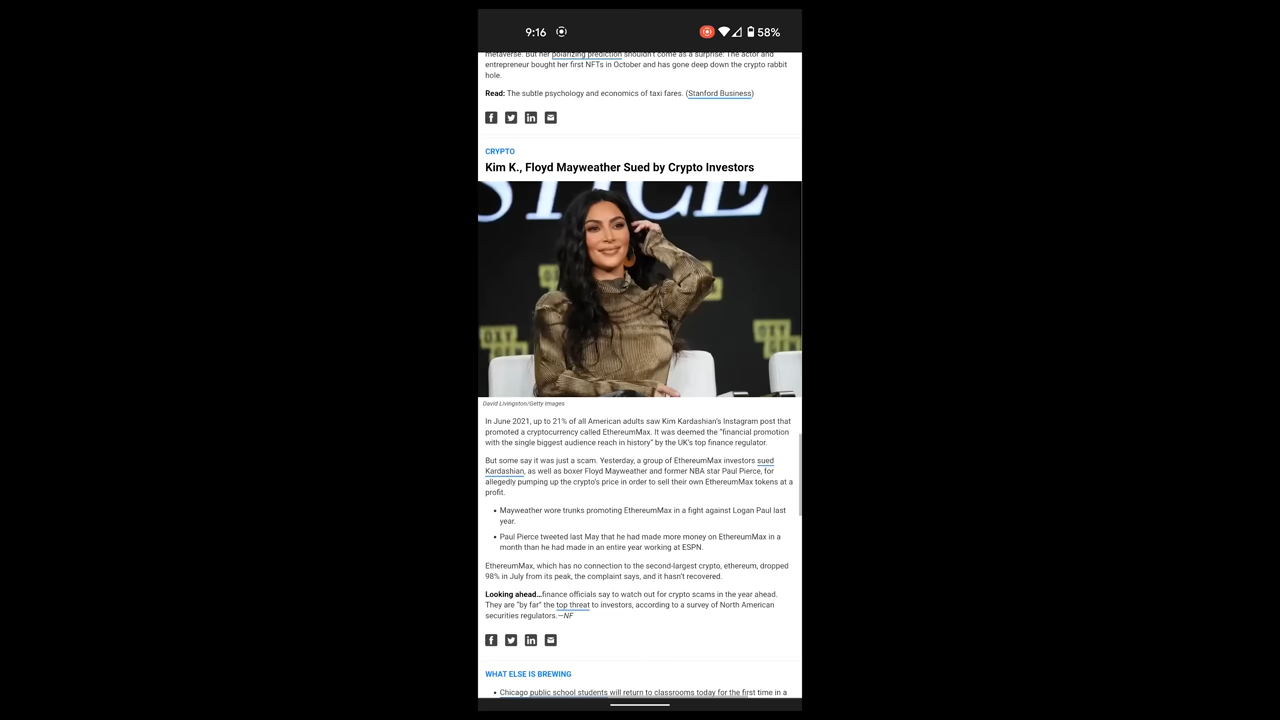 9:16
58%
metaverse. But her polarizing prediction shouldn't come as a surprise: The actor and
entrepreneur bought her first NFTs in October and has gone deep down the crypto rabbit
hole.
Read: The subtle psychology and economics of taxi fares. (Stanford Business)
CRYPTO
Kim K., Floyd Mayweather Sued by Crypto Investors
David Livingston/Getty Images
In June 2021, up to 21% of all American adults saw Kim Kardashian's Instagram post that
promoted a cryptocurrency called EthereumMax. It was deemed the "financial promotion
with the single biggest audience reach in history" by the UK's top finance regulator.
But some say it was just a scam. Yesterday, a group of EthereumMax investors sued
Kardashian, as well as boxer Floyd Mayweather and former NBA star Paul Pierce, for
allegedly pumping up the crypto's price in order to sell their own EthereumMax tokens at a
profit.
• Mayweather wore trunks promoting EthereumMax in a fight against Logan Paul last
year.
• Paul Pierce tweeted last May that he had made more money on EthereumMax in a
month than he had made in an entire year working at ESPN.
EthereumMax, which has no connection to the second-largest crypto, ethereum, dropped
98% in July from its peak, the complaint says, and it hasn't recovered.
Looking ahead...finance officials say to watch out for crypto scams in the year ahead.
They are "by far" the top threat to investors, according to a survey of North American
securities regulators.—NF
WHAT ELSE IS BREWING
• Chicago public school students will return to classrooms today for the first time in a